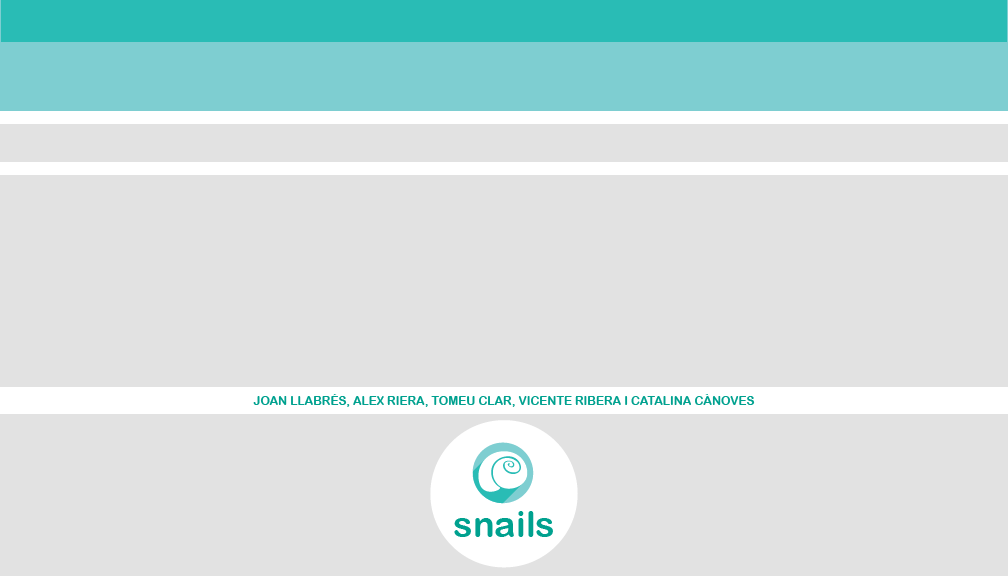 JOAN LLABRÉS, ALEX RIERA, TOMEU CLAR, VICENTE RIBERA I CATALINA CÀNOVES
snails